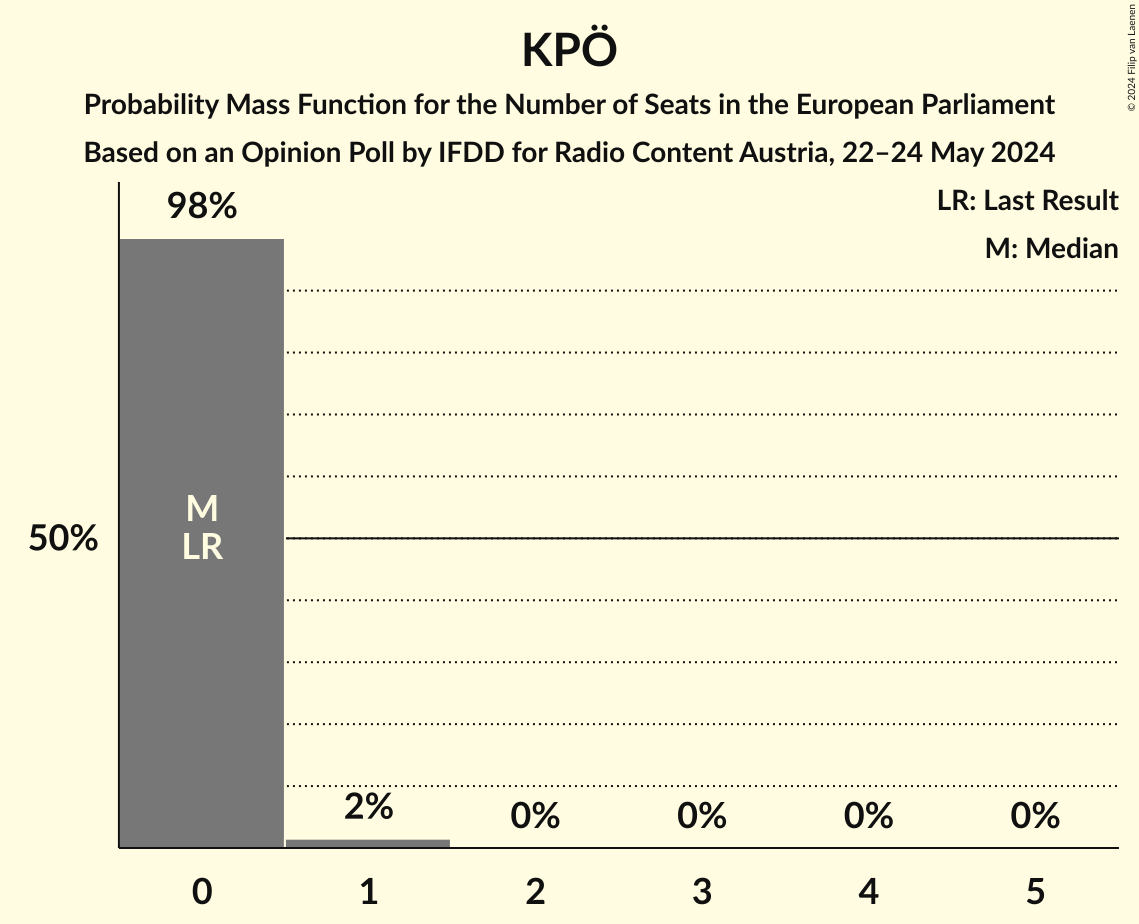 KPÖ
Probability Mass Function for the Number of Seats in the European Parliament
Based on an Opinion Poll by IFDD for Radio Content Austria, 22–24 May 2024
© 2024 Filip van Laenen
LR: Last Result
M: Median
98%
M
LR
50%
2%
0%
0%
0%
0%
0
1
2
3
4
5